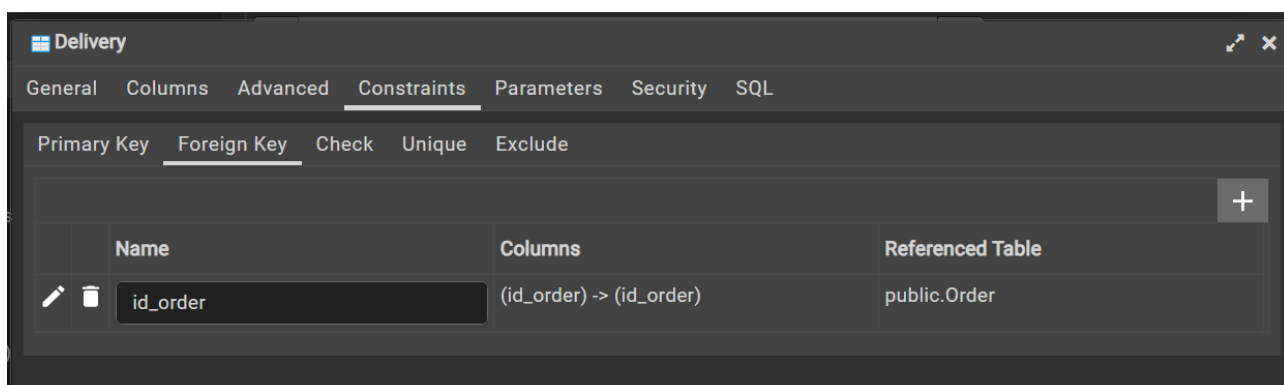 Delivery
General Columns Advanced Constraints Parameters Security SQL
Primary Key Foreign Key Check Unique Exclude
Name Columns Referenced Table
id_order (id_order) -> (id_order) public.Order